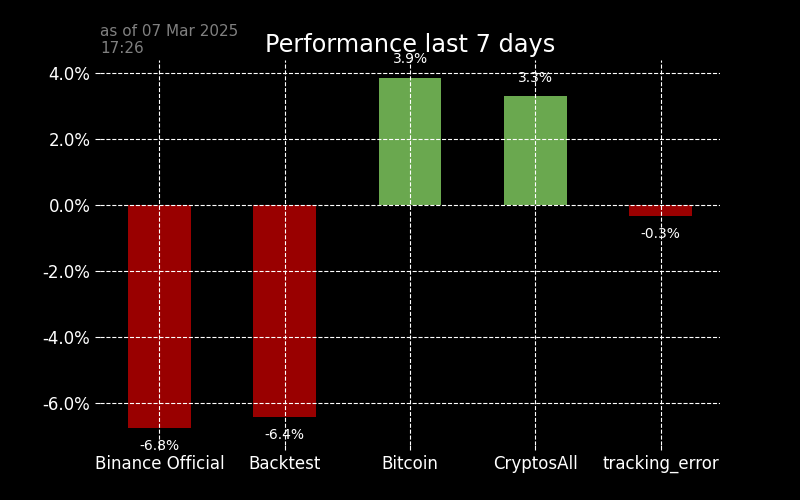 as of 07 Mar 2025
17:26
Performance last 7 days
3.9%
4.0%
3.3%
2.0%
0.0%
-0.3%
-2.0%
-4.0%
-6.0%
-6.4%
-6.8%
Binance Official
Backtest
Bitcoin
CryptosAll
tracking_error